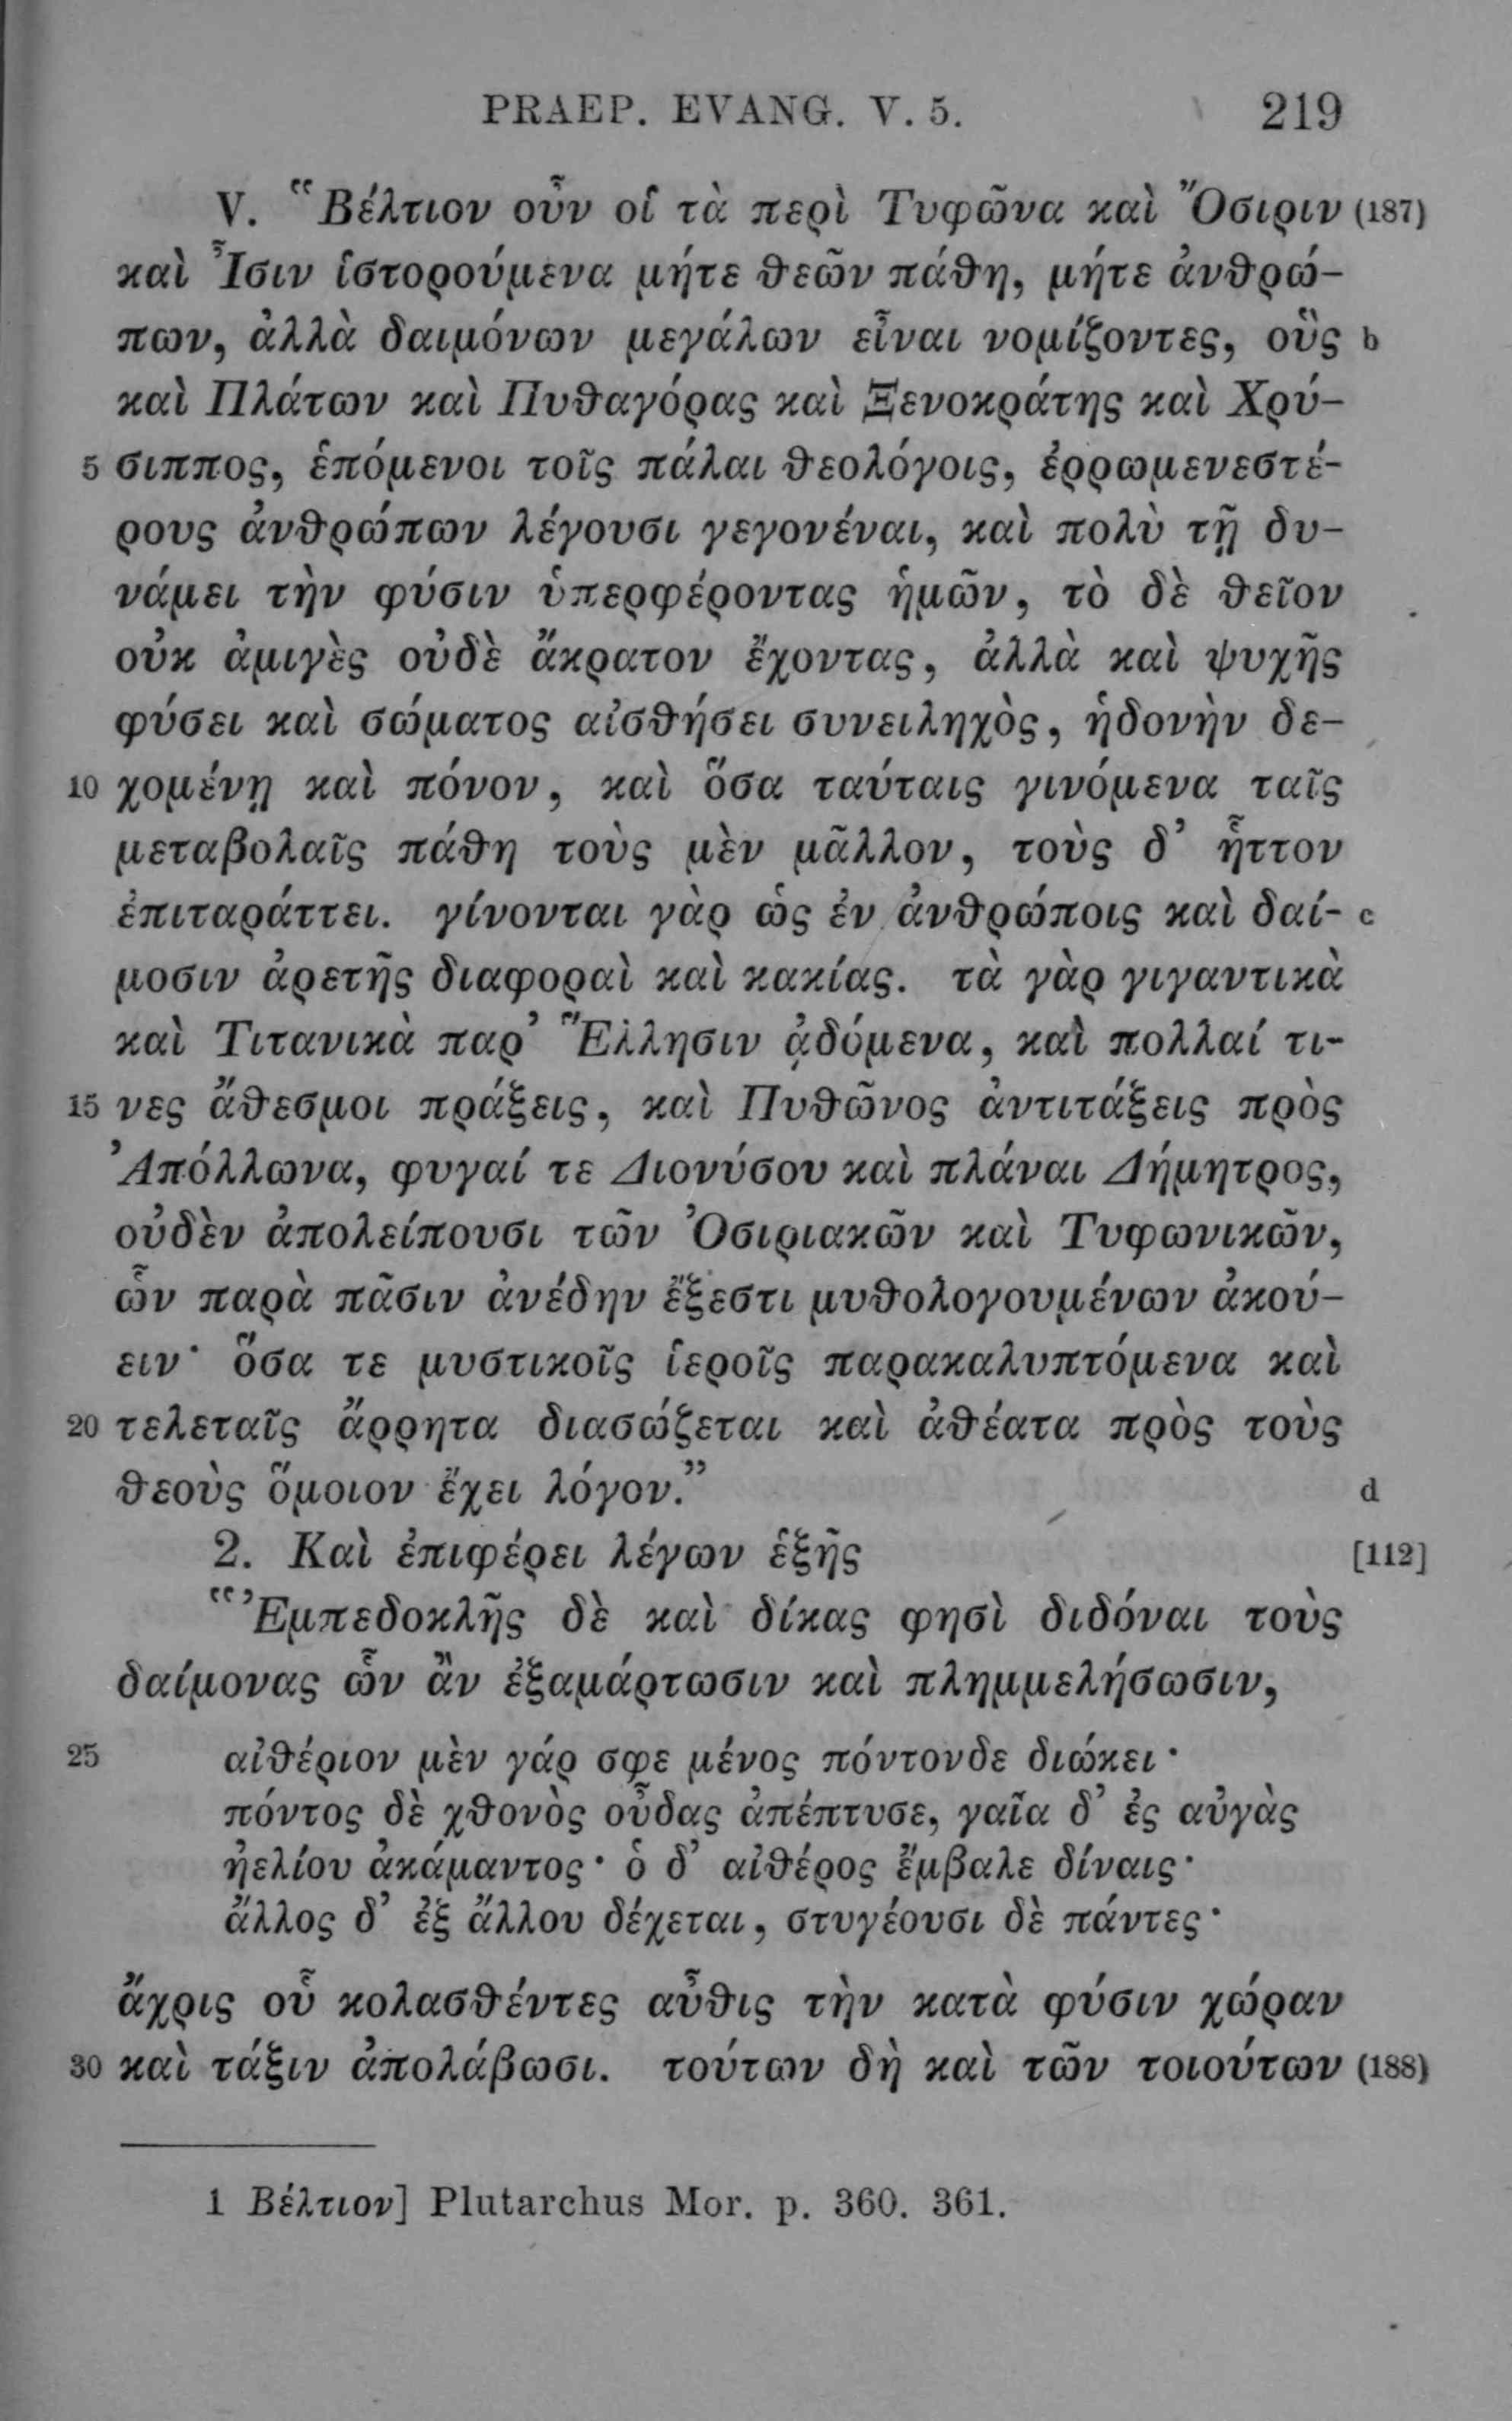 PRAEP. EVANG. V. 5. 219
V. “Βέλτιον οὖν οἱ τὰ περὶ Τυφῶνα καὶ Ὄσιριν (187)
καὶ Ἶσιν ἱστορούμενα μήτε θεῶν πάθη, μήτε ἀνθρώ-
πων, ἀλλὰ δαιμόνων μεγάλων εἶναι νομίζοντες, οὓς b
καὶ Πλάτων καὶ Πυθαγόρας καὶ Ξενοκράτης καὶ Χρύ-
5 σιππος, ἑπόμενοι τοῖς πάλαι θεολόγοις, ἐρρωμενεστέ-
ρους ἀνθρώπων λέγουσι γεγονέναι, καὶ πολὺ τῇ δυ-
νάμει τὴν φύσιν ὑπερφέροντας ἡμῶν, τὸ δὲ θεῖον
οὐκ ἀμιγὲς οὐδὲ ἄκρατον ἔχοντας, ἀλλὰ καὶ ψυχῆς
φύσει καὶ σώματος αἰσθήσει συνειληχὸς, ἡδονὴν δε-
10 χομένῃ καὶ πόνον, καὶ ὅσα ταύταις γινόμενα ταῖς
μεταβολαῖς πάθη τοὺς μὲν μᾶλλον, τοὺς δ’ ἧττον
ἐπιταράττει. γίνονται γὰρ ὡς ἐν ἀνθρώποις καὶ δαί- c
μοσιν ἀρετῆς διαφοραὶ καὶ κακίας. τὰ γὰρ γιγαντικὰ
καὶ Τιτανικὰ παρ’ Ἕλλησιν ᾀδόμενα, καὶ πολλαί τι-
15 νες ἄθεσμοι πράξεις, καὶ Πυθῶνος ἀντιτάξεις πρὸς
Ἀπόλλωνα, φυγαί τε Διονύσου καὶ πλάναι Δήμητρος,
οὐδὲν ἀπολείπουσι τῶν Ὀσιριακῶν καὶ Τυφωνικῶν,
ὧν παρὰ πᾶσιν ἀνέδην ἔξεστι μυθολογουμένων ἀκού-
ειν· ὅσα τε μυστικοῖς ἱεροῖς παρακαλυπτόμενα καὶ
20 τελεταῖς ἄρρητα διασώζεται καὶ ἀθέατα πρὸς τοὺς
θεοὺς ὅμοιον ἔχει λόγον.” d
2. Καὶ ἐπιφέρει λέγων ἑξῆς [112]
“Ἐμπεδοκλῆς δὲ καὶ δίκας φησὶ διδόναι τοὺς
δαίμονας ὧν ἂν ἐξαμάρτωσιν καὶ πλημμελήσωσιν,
25 αἰθέριον μὲν γάρ σφε μένος πόντονδε διώκει·
πόντος δὲ χθονὸς οὖδας ἀπέπτυσε, γαῖα δ’ ἐς αὐγὰς
ἠελίου ἀκάμαντος· ὁ δ’ αἰθέρος ἔμβαλε δίναις·
ἄλλος δ’ ἐξ ἄλλου δέχεται, στυγέουσι δὲ πάντες·
ἄχρις οὗ κολασθέντες αὖθις τὴν κατὰ φύσιν χώραν
30 καὶ τάξιν ἀπολάβωσι. τούτων δὴ καὶ τῶν τοιούτων (188)
1 Βέλτιον] Plutarchus Mor. p. 360. 361.